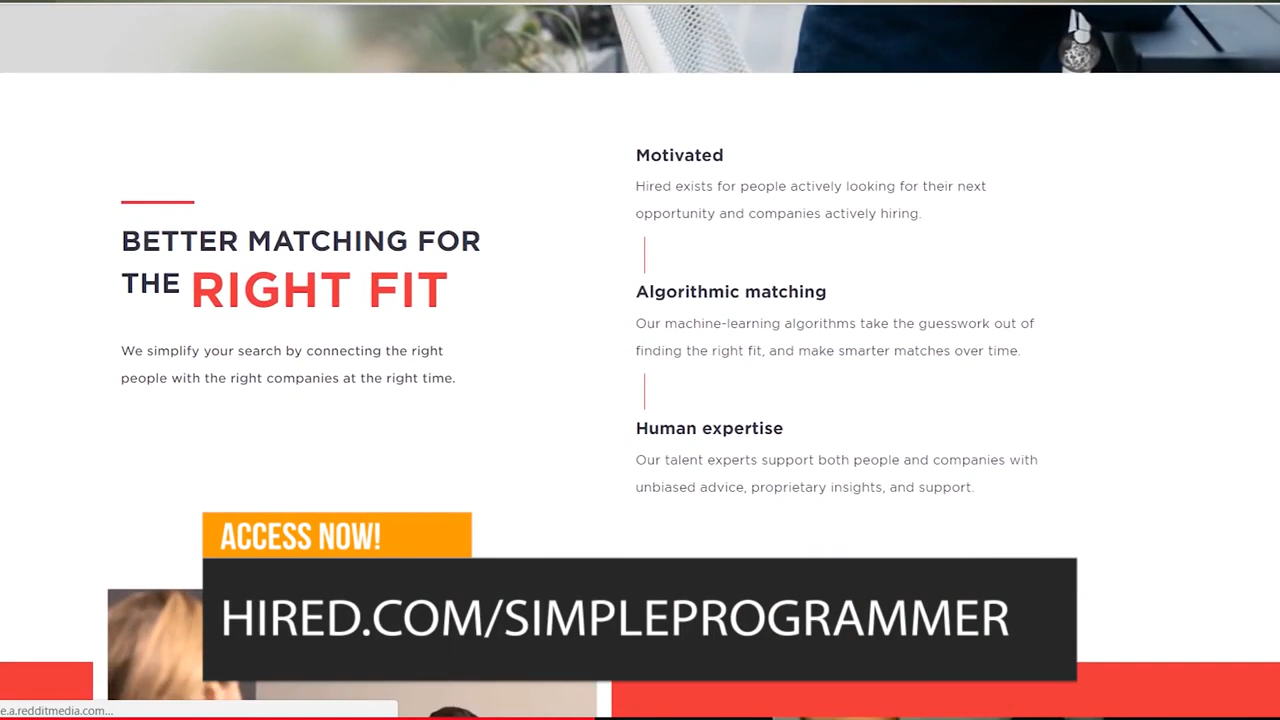 BETTER MATCHING FOR
THE RIGHT FIT
We simplify your search by connecting the right
people with the right companies at the right time.
Motivated
Hired exists for people actively looking for their next
opportunity and companies actively hiring.
Algorithmic matching
Our machine-learning algorithms take the guesswork out of
finding the right fit, and make smarter matches over time.
Human expertise
Our talent experts support both people and companies with
unbiased advice, proprietary insights, and support.
ACCESS NOW!
HIRED.COM/SIMPLEPROGRAMMER
e.a.redditmedia.com...